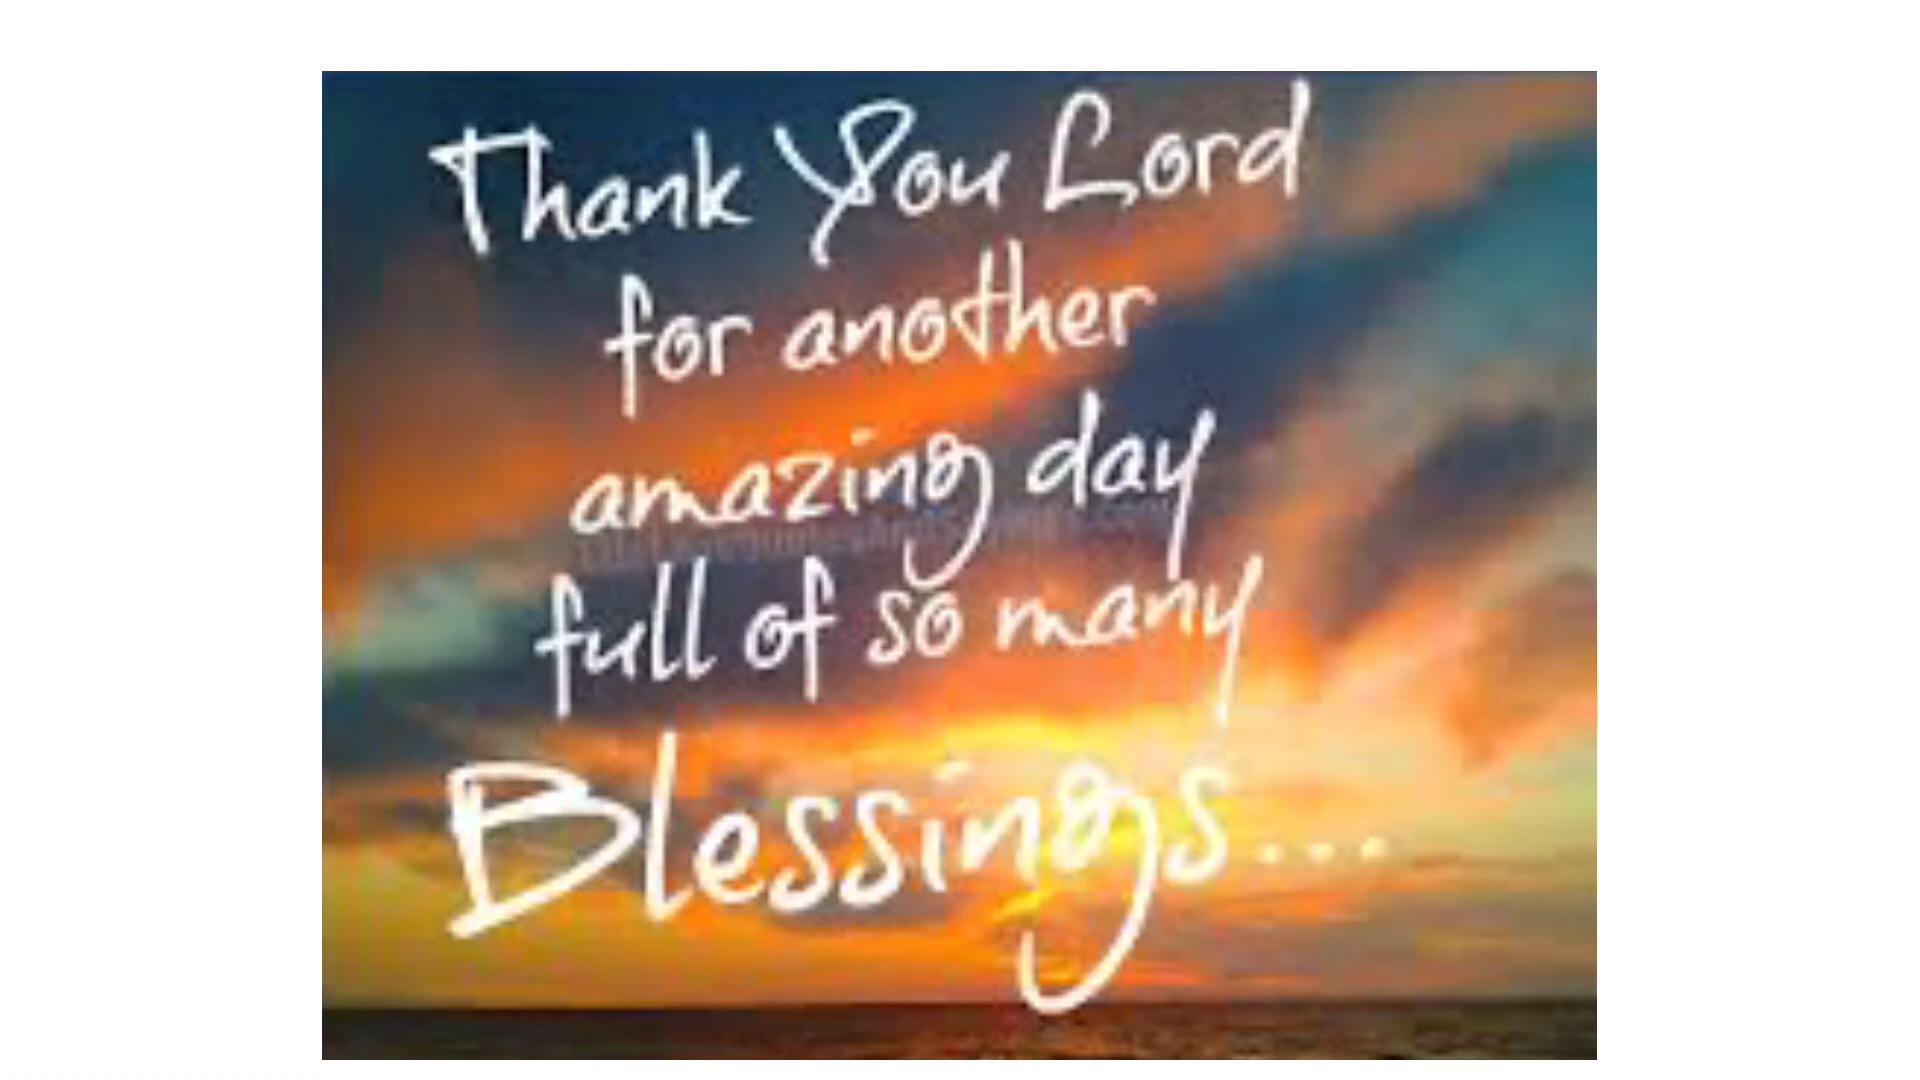 Thank You Lord
for another
amazing day
full of so many
Blessings...